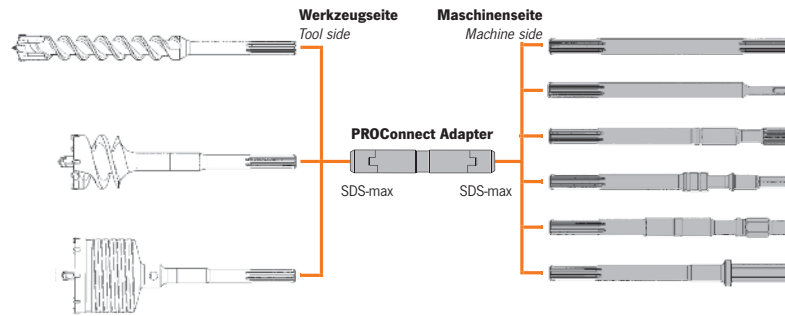 Werkzeugseite
Tool side
Maschinenseite
Machine side
PROConnect Adapter
SDS-max
SDS-max